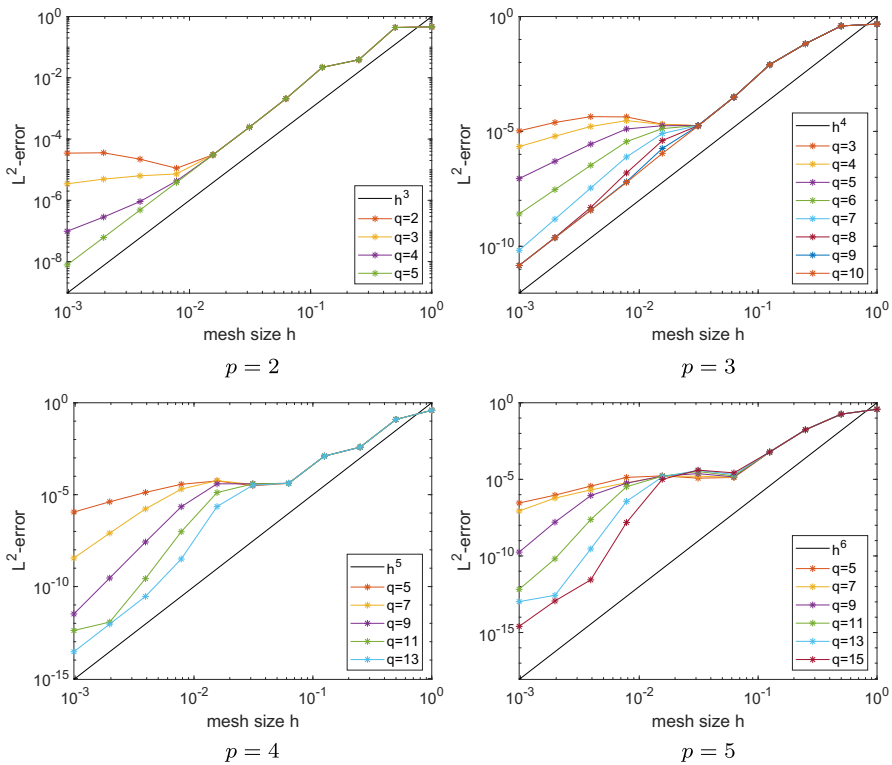 10^0
10^-2
10^-4
10^-6
10^-8
L^2-error
10^-3
10^-2
10^-1
10^0
mesh size h
h^3
q=2
q=3
q=4
q=5
p = 2
10^0
10^-5
10^-10
L^2-error
10^-3
10^-2
10^-1
10^0
mesh size h
h^4
q=3
q=4
q=5
q=6
q=7
q=8
q=9
q=10
p = 3
10^0
10^-5
10^-10
10^-15
L^2-error
10^-3
10^-2
10^-1
10^0
mesh size h
h^5
q=5
q=7
q=9
q=11
q=13
p = 4
10^0
10^-5
10^-10
10^-15
L^2-error
10^-3
10^-2
10^-1
10^0
mesh size h
h^6
q=5
q=7
q=9
q=11
q=13
q=15
p = 5